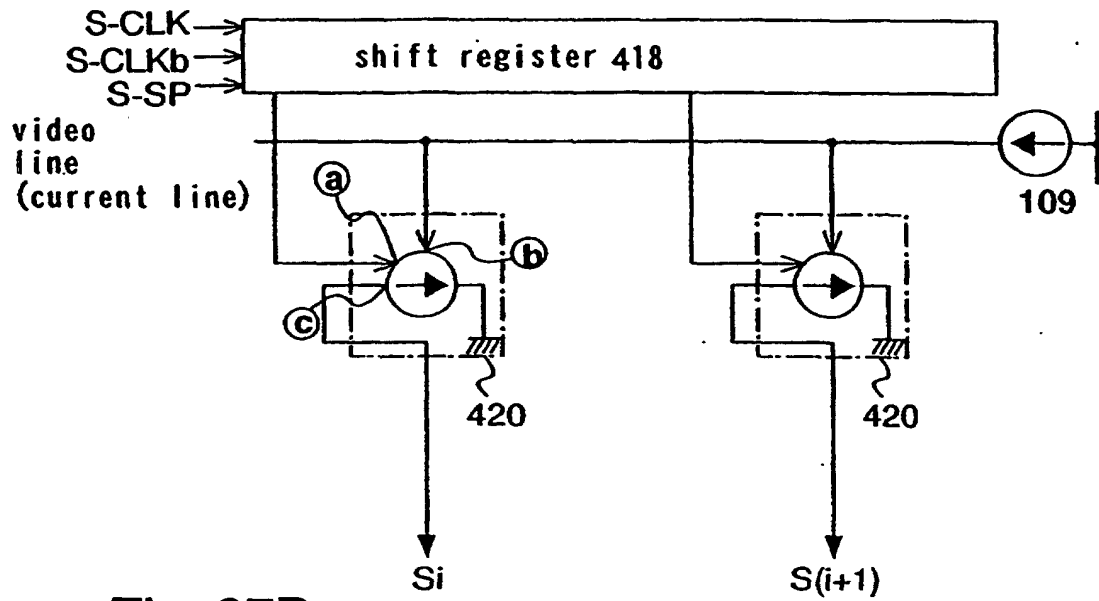 S-CLK
S-CLKb
S-SP
shift register 418
video
line
(current line)
109
a
b
c
420
420
Si
S(i+1)